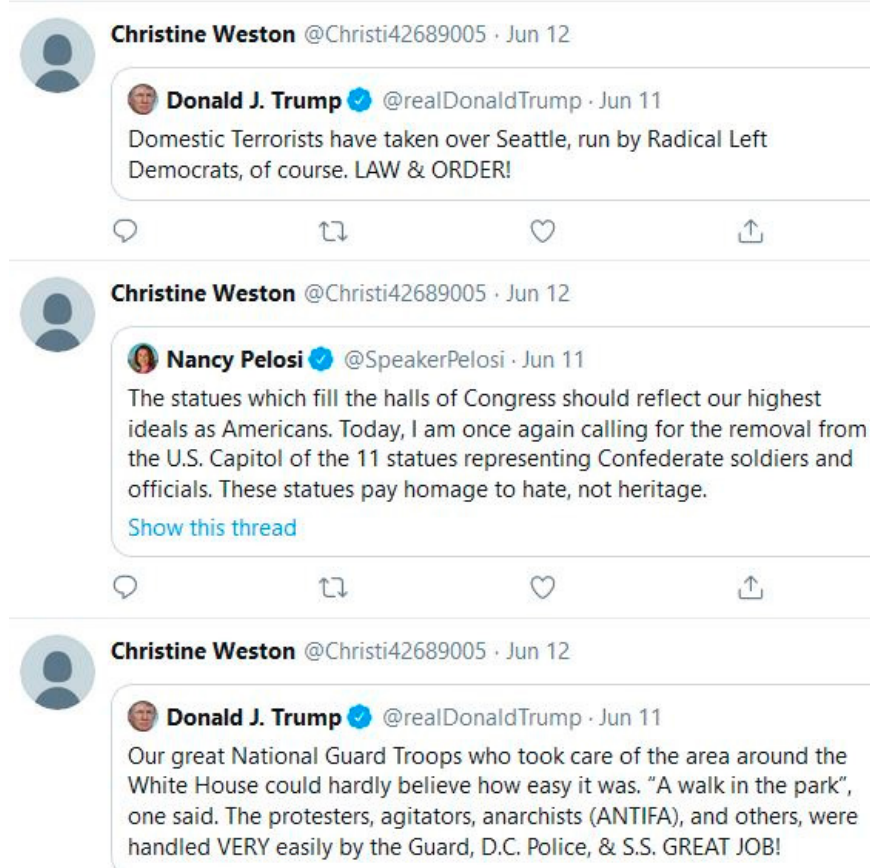 Christine Weston @Christi42689005 · Jun 12
Donald J. Trump @realDonaldTrump · Jun 11
Domestic Terrorists have taken over Seattle, run by Radical Left
Democrats, of course. LAW & ORDER!
Christine Weston @Christi42689005 · Jun 12
Nancy Pelosi @SpeakerPelosi · Jun 11
The statues which fill the halls of Congress should reflect our highest
ideals as Americans. Today, I am once again calling for the removal from
the U.S. Capitol of the 11 statues representing Confederate soldiers and
officials. These statues pay homage to hate, not heritage.
Show this thread
Christine Weston @Christi42689005 · Jun 12
Donald J. Trump @realDonaldTrump · Jun 11
Our great National Guard Troops who took care of the area around the
White House could hardly believe how easy it was. “A walk in the park”,
one said. The protesters, agitators, anarchists (ANTIFA), and others, were
handled VERY easily by the Guard, D.C. Police, & S.S. GREAT JOB!